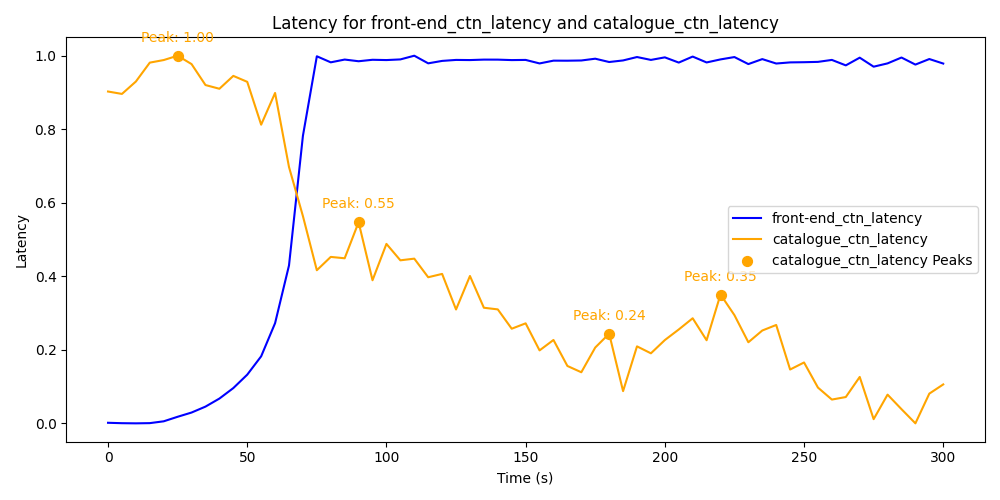 Latency for front-end_ctn_latency and catalogue_ctn_latency
Peak: 1.00
Peak: 0.55
Peak: 0.24
Peak: 0.35
front-end_ctn_latency
catalogue_ctn_latency
catalogue_ctn_latency Peaks
Latency
1.0
0.8
0.6
0.4
0.2
0.0
0 50 100 150 200 250 300
Time (s)